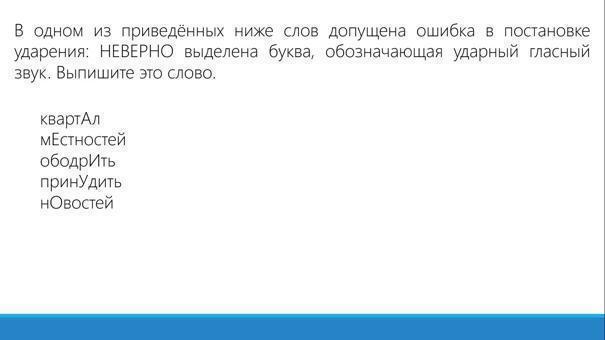 В одном из приведённых ниже слов допущена ошибка в постановке
ударения: НЕВЕРНО выделена буква, обозначающая ударный гласный
звук. Выпишите это слово.
квартАл
мЕстностей
ободрИть
принУдить
нОвостей